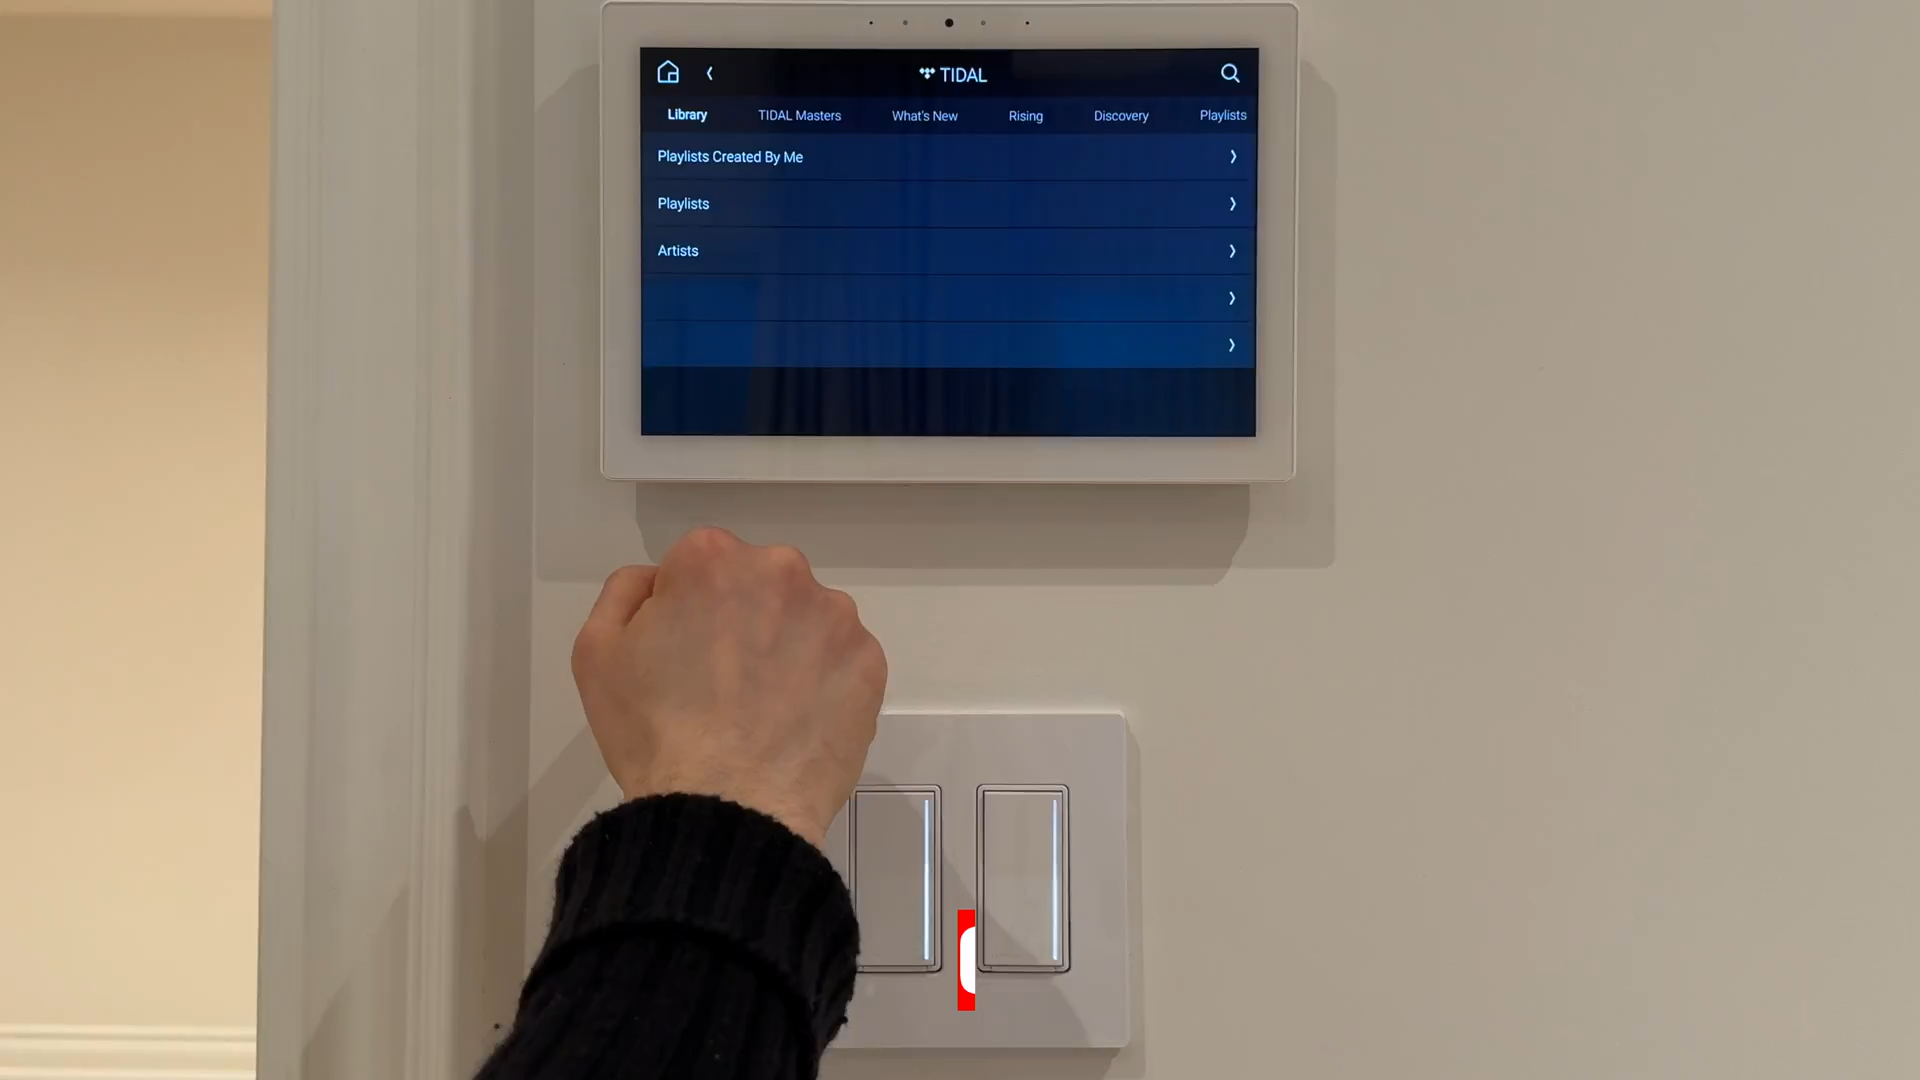 TIDAL
Library TIDAL Masters What's New Rising Discovery Playlists
Playlists Created By Me
Playlists
Artists